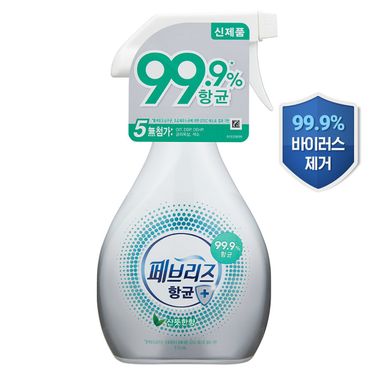 신제품
99.9%
항균
5 無첨가
99.9%
바이러스
제거
99.9%
항균
페브리즈
항균
산뜻한향